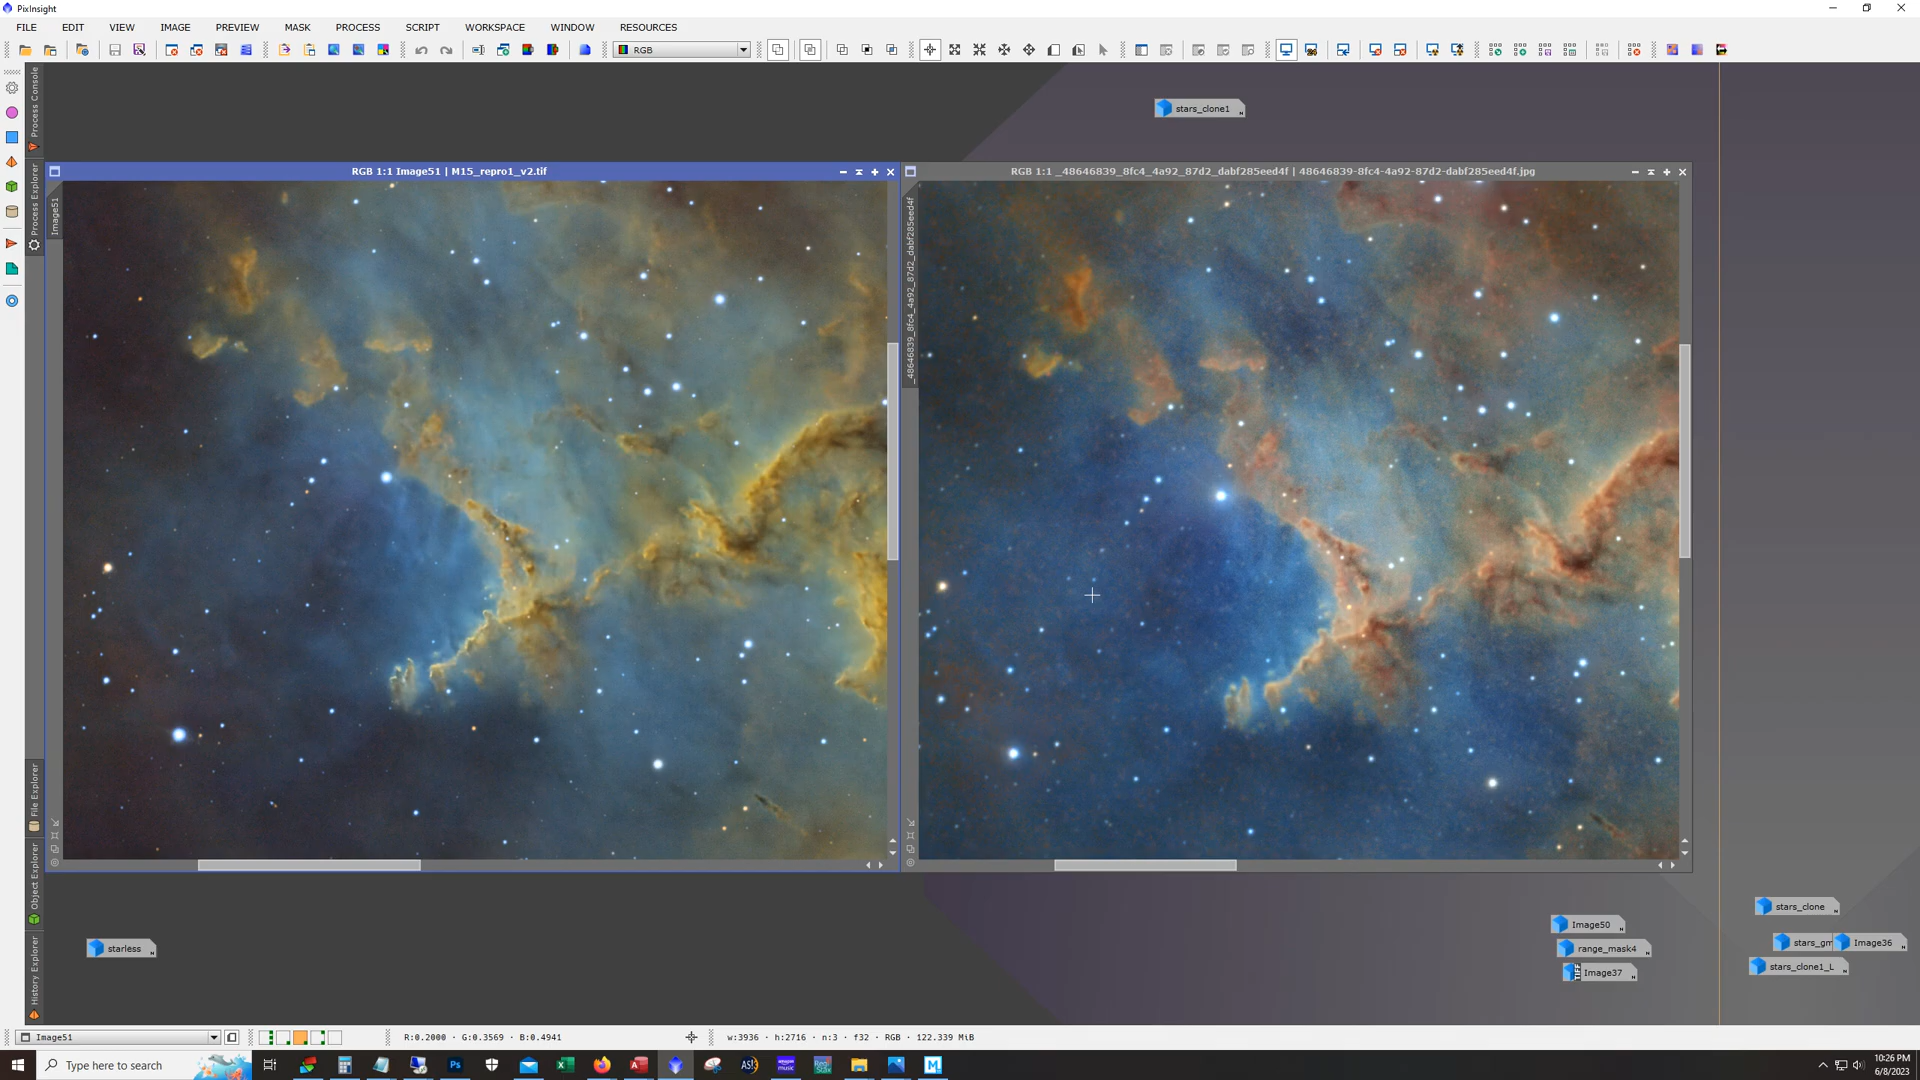 PixInsight
FILE EDIT VIEW IMAGE PREVIEW MASK PROCESS SCRIPT WORKSPACE WINDOW RESOURCES
RGB
Process Console
Process Explorer
File Explorer
Object Explorer
History Explorer
stars_clone1
RGB 1:1 Image51 | M15_repro1_v2.tif
Image51
RGB 1:1 _48646839_8fc4_4a92_87d2_dabf285eed4f | 48646839-8fc4-4a92-87d2-dabf285eed4f.jpg
_48646839_8fc4_4a92_87d2_dabf285eed4f
starless
Image50
range_mask4
Image37
stars_clone
stars_gm
Image36
stars_clone1_L
Image51
R:0.2000 · G:0.3569 · B:0.4941
w:3936 · h:2716 · n:3 · f32 · RGB · 122.339 MiB
Type here to search
10:26 PM
6/8/2023